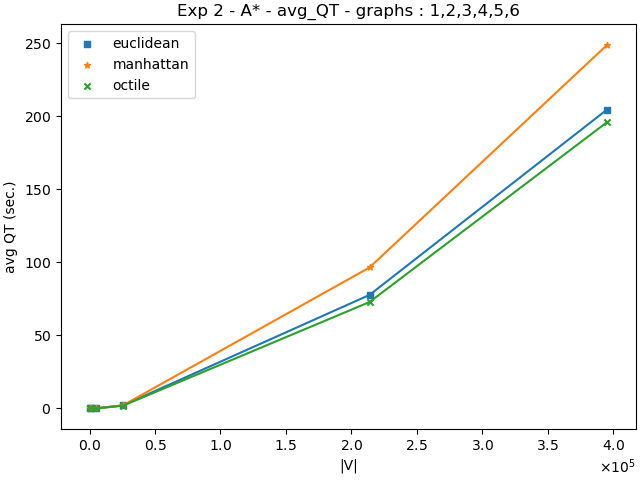 Exp 2 - A* - avg_QT - graphs : 1,2,3,4,5,6
euclidean
manhattan
octile
avg QT (sec.)
250
200
150
100
50
0
0.0 0.5 1.0 1.5 2.0 2.5 3.0 3.5 4.0
|V|
×10⁵